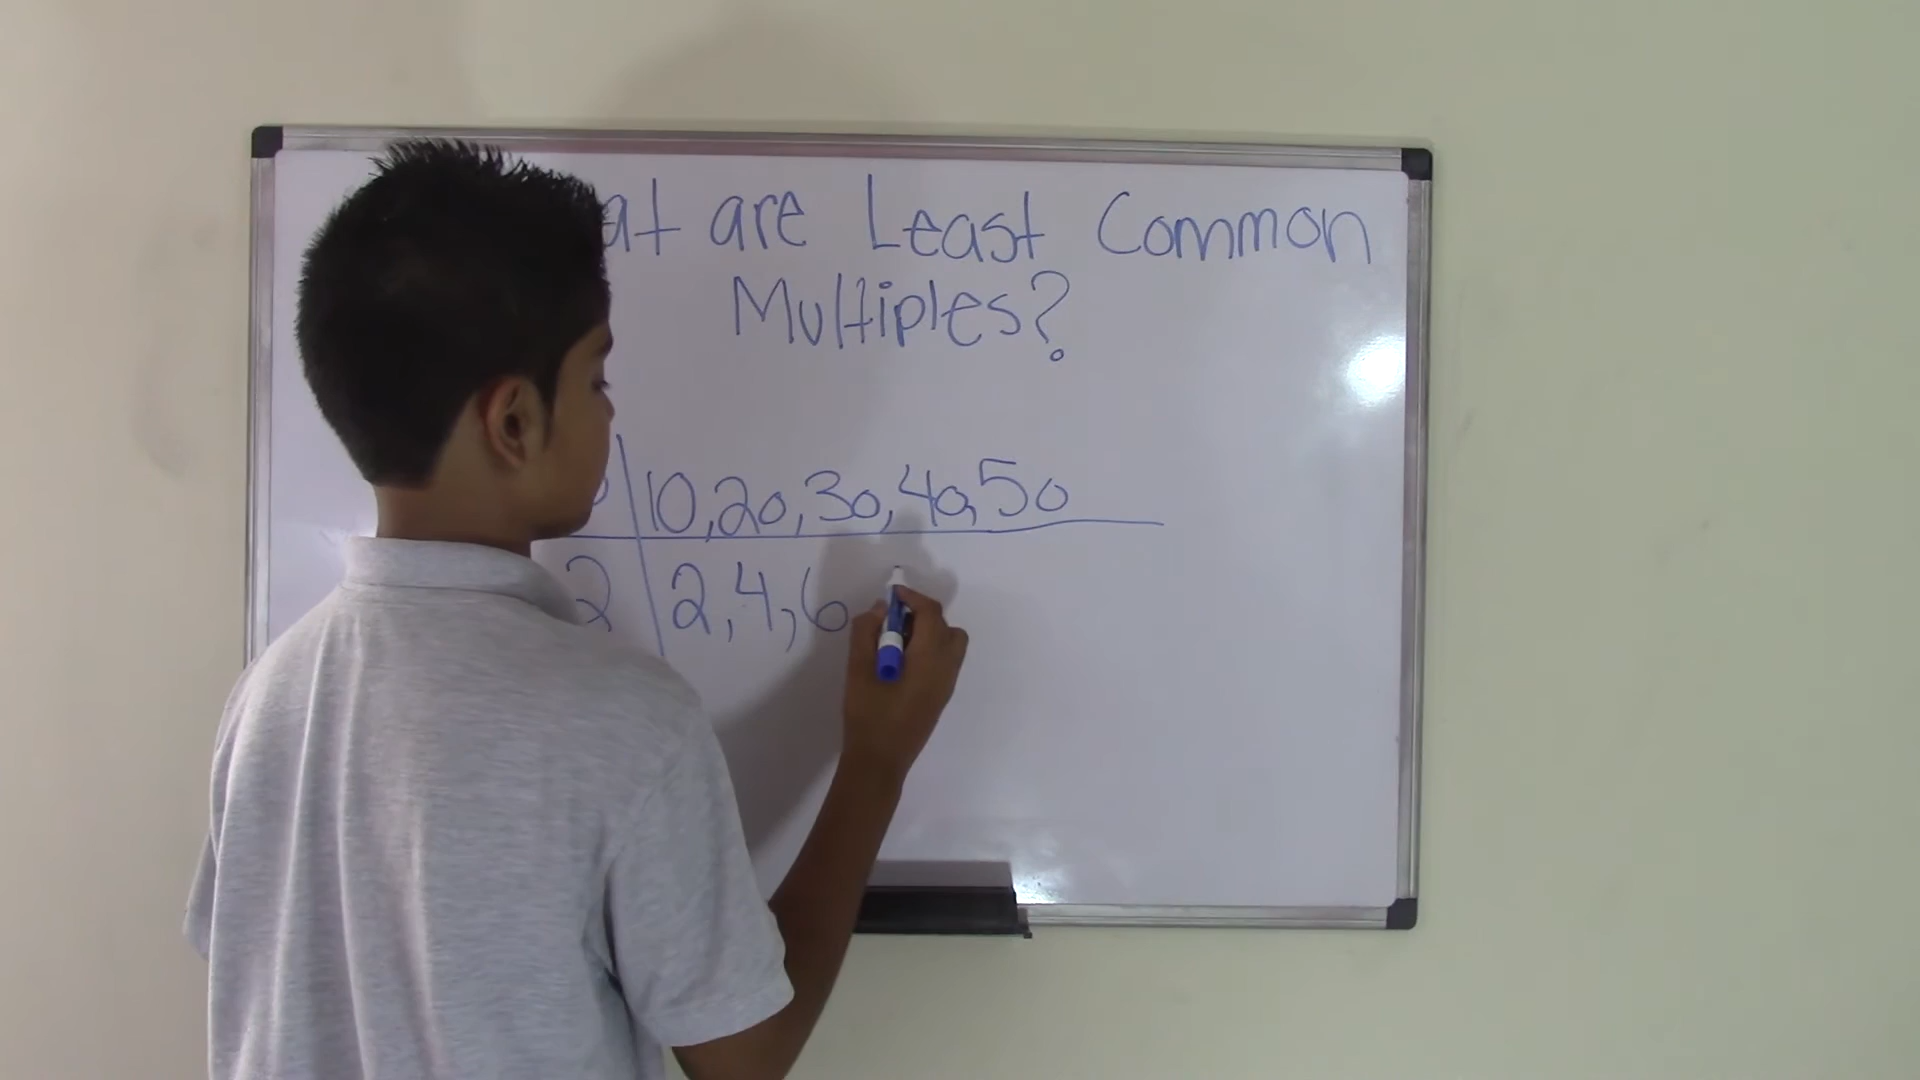 at are Least Common
Multiples?
10,20,30,40,50
2 2,4,6